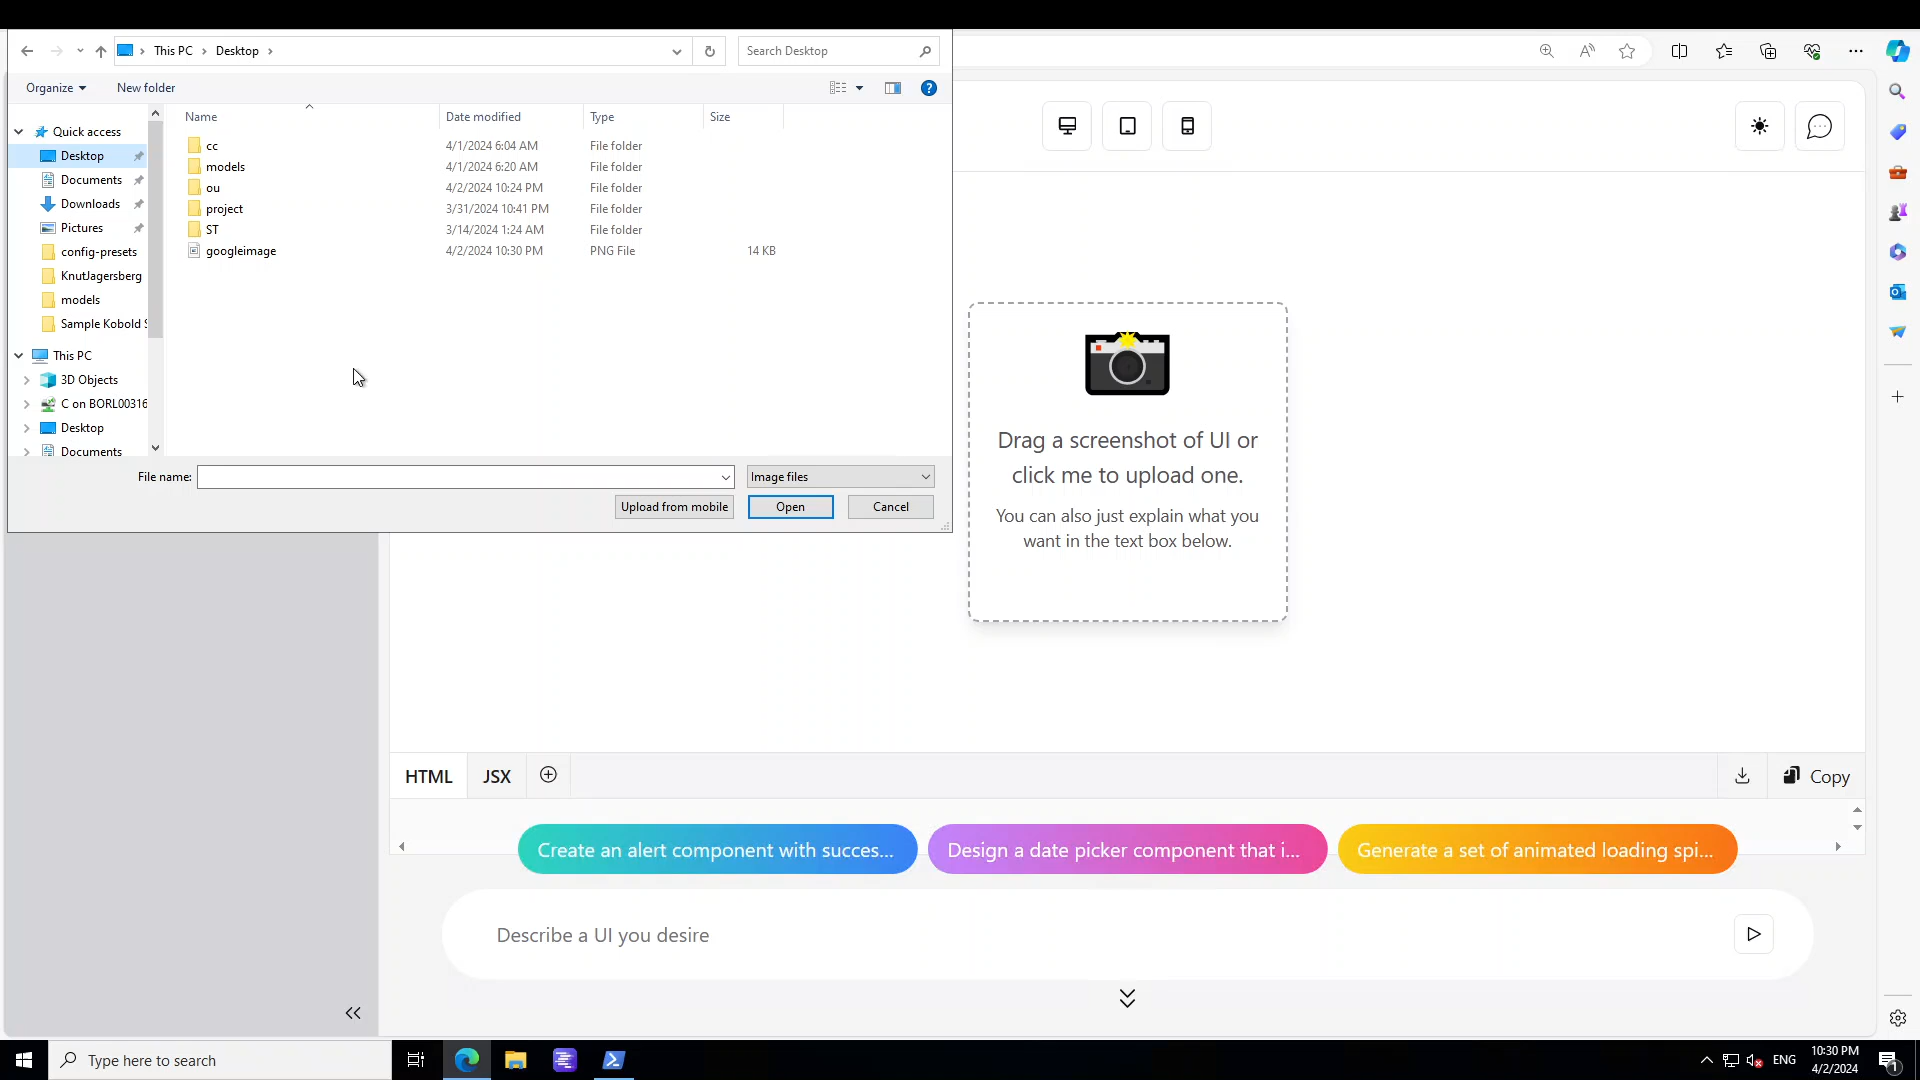 This PC
Desktop
Search Desktop
Organize
New folder
Name
Date modified
Type
Size
Quick access
Desktop
Documents
Downloads
Pictures
config-presets
KnutJagersberg
models
Sample Kobold S
This PC
3D Objects
C on BORL00316
Desktop
Documents
cc 4/1/2024 6:04 AM File folder
models 4/1/2024 6:20 AM File folder
ou 4/2/2024 10:24 PM File folder
project 3/31/2024 10:41 PM File folder
ST 3/14/2024 1:24 AM File folder
googleimage 4/2/2024 10:30 PM PNG File 14 KB
File name:
Image files
Upload from mobile
Open
Cancel
Drag a screenshot of UI or
click me to upload one.
You can also just explain what you
want in the text box below.
HTML
JSX
Copy
Create an alert component with succes...
Design a date picker component that i...
Generate a set of animated loading spi...
Describe a UI you desire
Type here to search
ENG
10:30 PM
4/2/2024
1